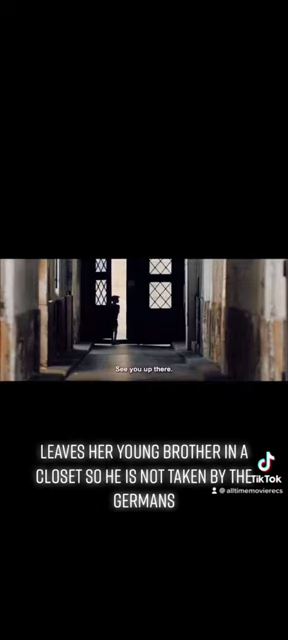 See you up there.
LEAVES HER YOUNG BROTHER IN A
CLOSET SO HE IS NOT TAKEN BY THE
GERMANS
TikTok
@alltimemovierecs